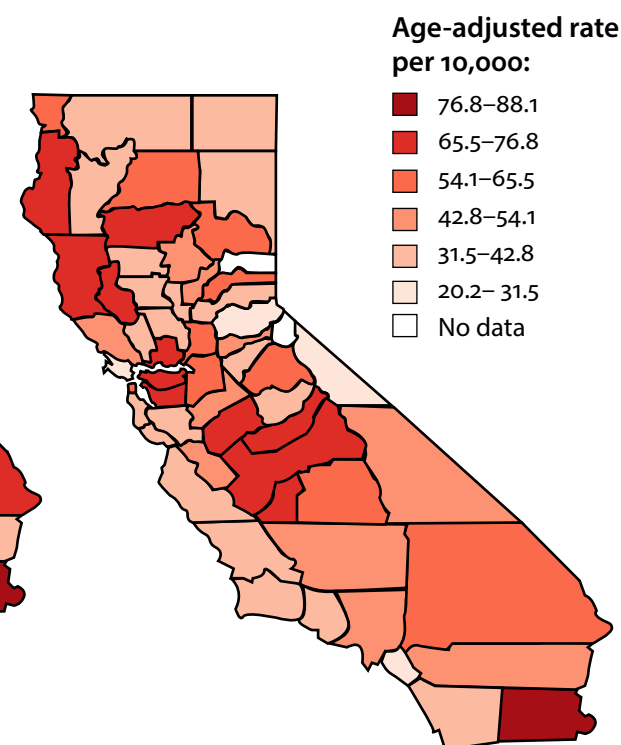 Age-adjusted rate
per 10,000:
76.8–88.1
65.5–76.8
54.1–65.5
42.8–54.1
31.5–42.8
20.2– 31.5
No data